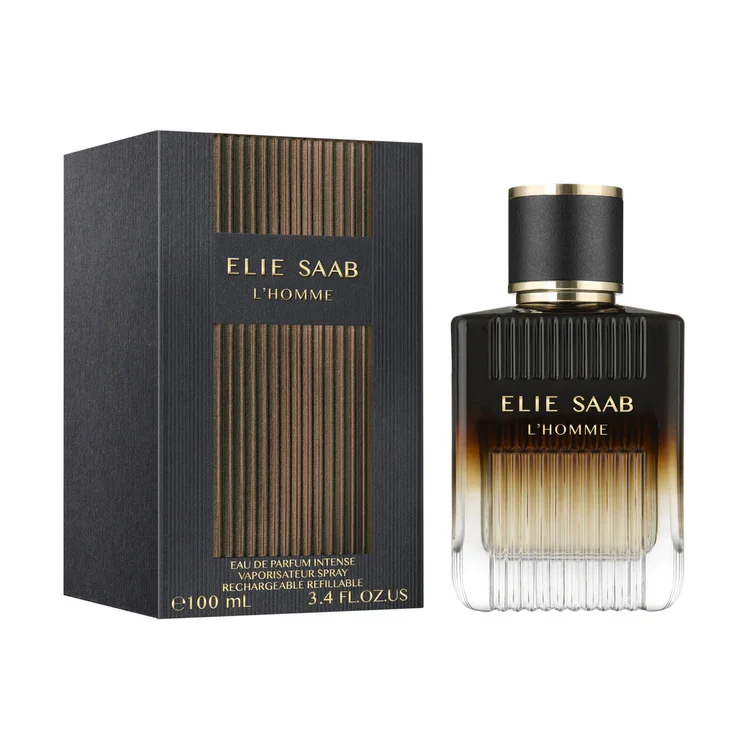 ELIE SAAB
L'HOMME
EAU DE PARFUM INTENSE
VAPORISATEUR SPRAY
RECHARGEABLE REFILLABLE
℮100 mL 3.4 FL.OZ.US
ELIE SAAB
L'HOMME